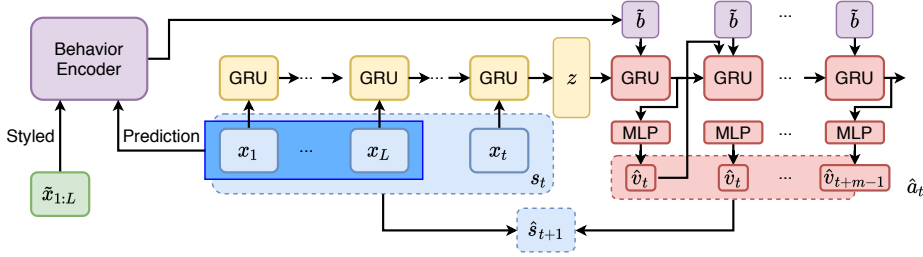 b̃ b̃ ... b̃
Behavior
Encoder
GRU ... GRU ... GRU z GRU GRU ... GRU
Styled Prediction
MLP MLP ... MLP
x₁ ... x_L x_t
s_t
x̃₁:L
v̂_t v̂_t ... v̂_{t+m−1} â_t
ŝ_{t+1}